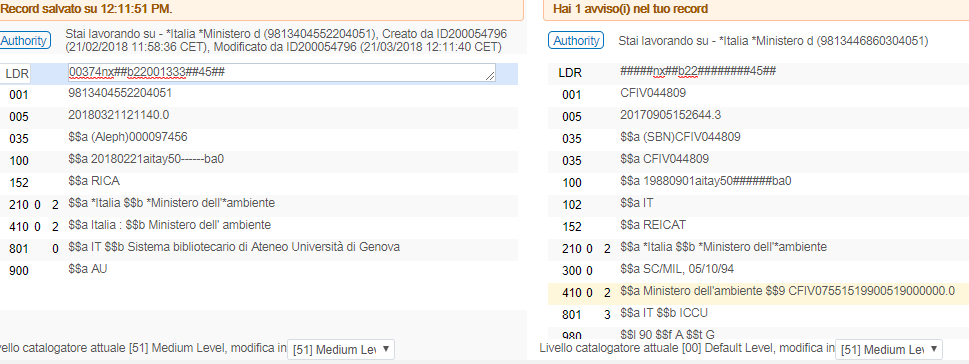 Record salvato su 12:11:51 PM.
Authority
Stai lavorando su - *Italia *Ministero d (9813404552204051), Creato da ID200054796
(21/02/2018 11:58:36 CET), Modificato da ID200054796 (21/03/2018 12:11:40 CET)
LDR 00374nx##b22001333##45##
001 9813404552204051
005 20180321121140.0
035 $$a (Aleph)000097456
100 $$a 20180221aitay50------ba0
152 $$a RICA
210 0 2 $$a *Italia $$b *Ministero dell'*ambiente
410 0 2 $$a Italia : $$b Ministero dell' ambiente
801 0 $$a IT $$b Sistema bibliotecario di Ateneo Università di Genova
900 $$a AU
vello catalogatore attuale [51] Medium Level, modifica in [51] Medium Lev
Hai 1 avviso(i) nel tuo record
Authority
Stai lavorando su - *Italia *Ministero d (9813446860304051)
LDR #####nx##b22########45##
001 CFIV044809
005 20170905152644.3
035 $$a (SBN)CFIV044809
035 $$a CFIV044809
100 $$a 19880901aitay50######ba0
102 $$a IT
152 $$a REICAT
210 0 2 $$a *Italia $$b *Ministero dell'*ambiente
300 0 $$a SC/MIL, 05/10/94
410 0 2 $$a Ministero dell'ambiente $$9 CFIV07551519900519000000.0
801 3 $$a IT $$b ICCU
980 $$l 90 $$f A $$t G
Livello catalogatore attuale [00] Default Level, modifica in [51] Medium Lev